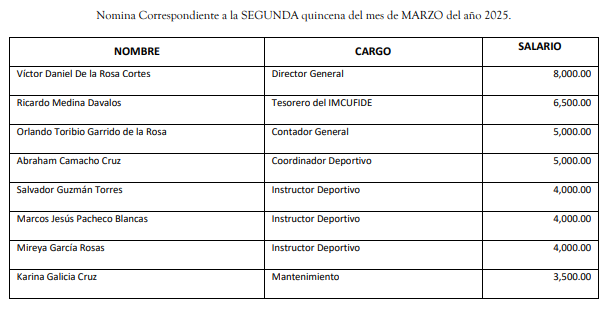 Nomina Correspondiente a la SEGUNDA quincena del mes de MARZO del año 2025.
NOMBRE CARGO SALARIO
Víctor Daniel De la Rosa Cortes Director General 8,000.00
Ricardo Medina Davalos Tesorero del IMCUFIDE 6,500.00
Orlando Toribio Garrido de la Rosa Contador General 5,000.00
Abraham Camacho Cruz Coordinador Deportivo 5,000.00
Salvador Guzmán Torres Instructor Deportivo 4,000.00
Marcos Jesús Pacheco Blancas Instructor Deportivo 4,000.00
Mireya García Rosas Instructor Deportivo 4,000.00
Karina Galicia Cruz Mantenimiento 3,500.00